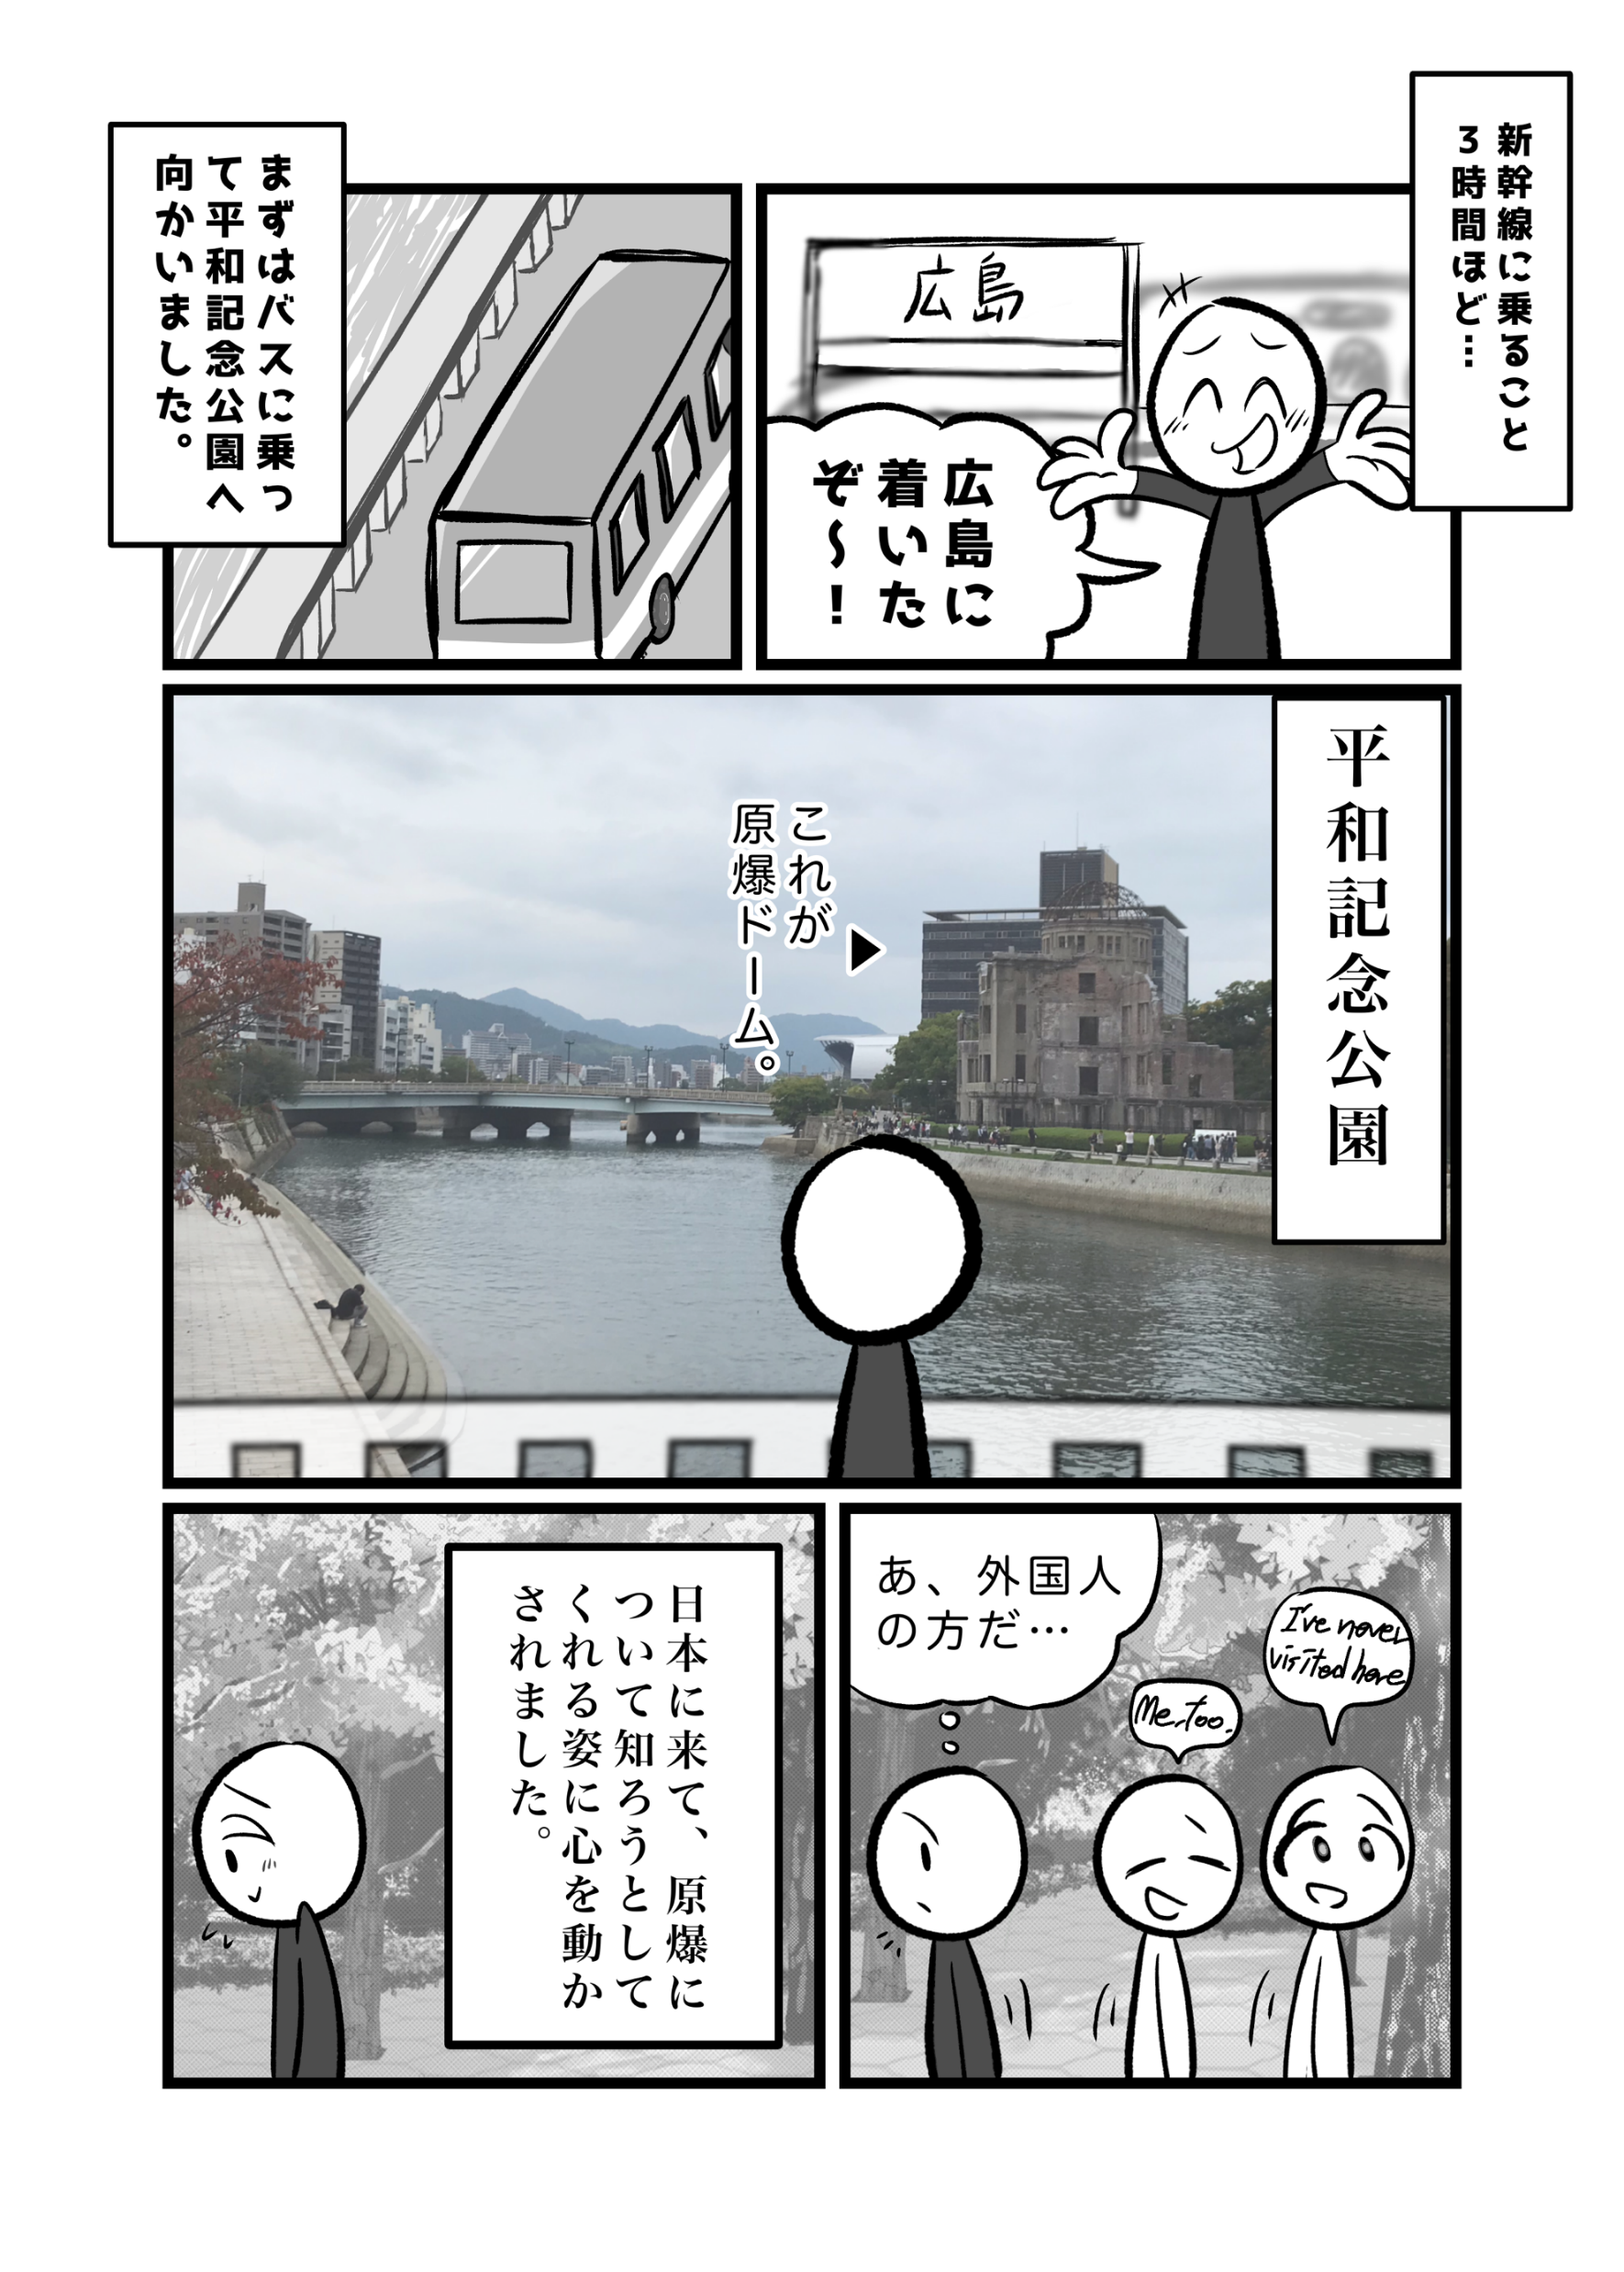 新幹線に乗ること
3時間ほど…
広島
広島に
着いた
ぞ〜！
まずはバスに乗っ
て平和記念公園へ
向かいました。
平和記念公園
これが
原爆ドーム。
I've never
visited here
Me, too.
あ、外国人
の方だ…
日本に来て、原爆に
ついて知ろうとして
くれる姿に心を動か
されました。